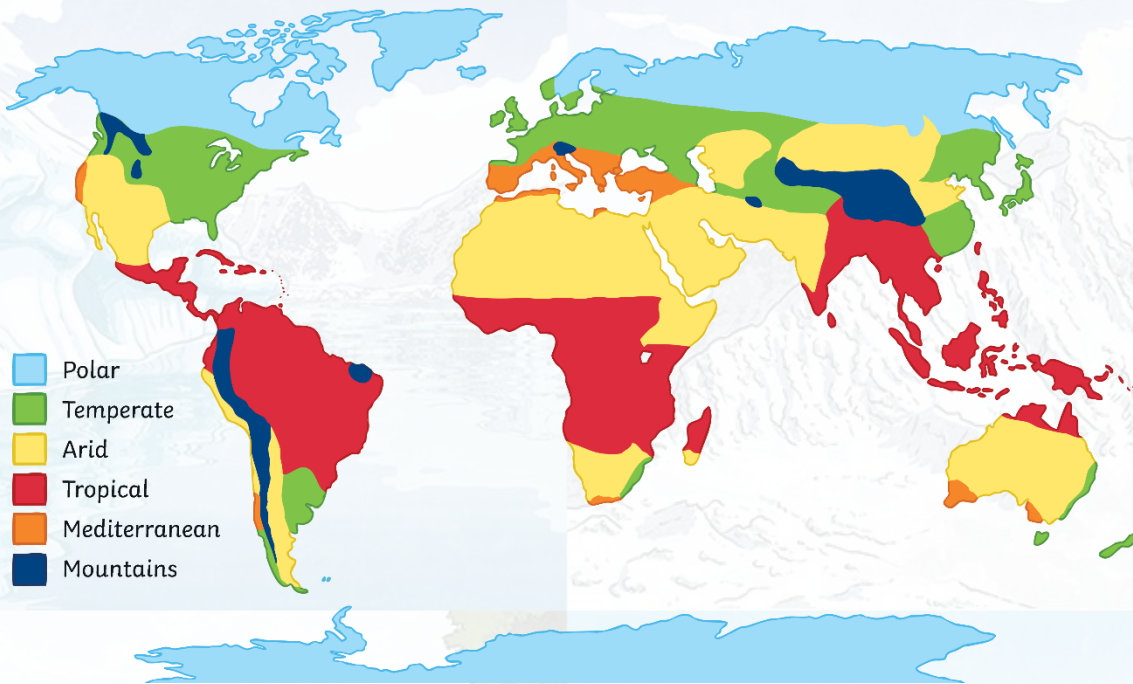 Polar
Temperate
Arid
Tropical
Mediterranean
Mountains